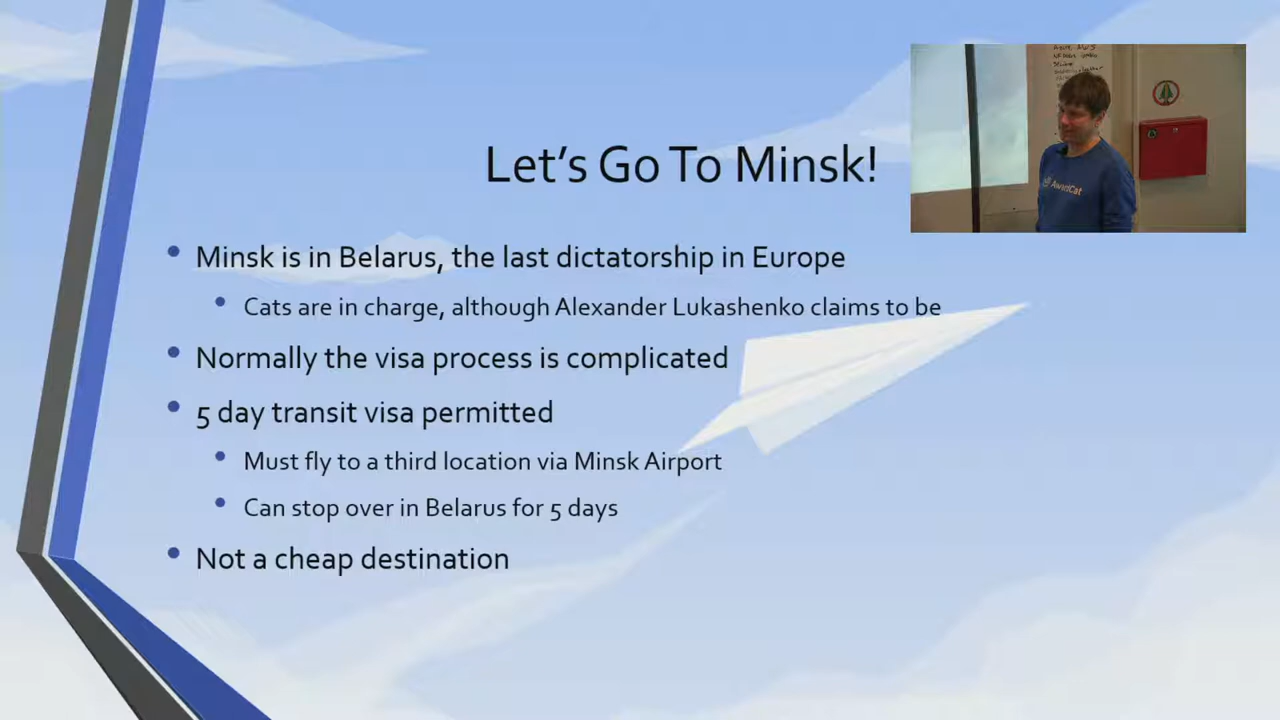 Let's Go To Minsk!
Minsk is in Belarus, the last dictatorship in Europe
Cats are in charge, although Alexander Lukashenko claims to be
Normally the visa process is complicated
5 day transit visa permitted
Must fly to a third location via Minsk Airport
Can stop over in Belarus for 5 days
Not a cheap destination
AwardCat